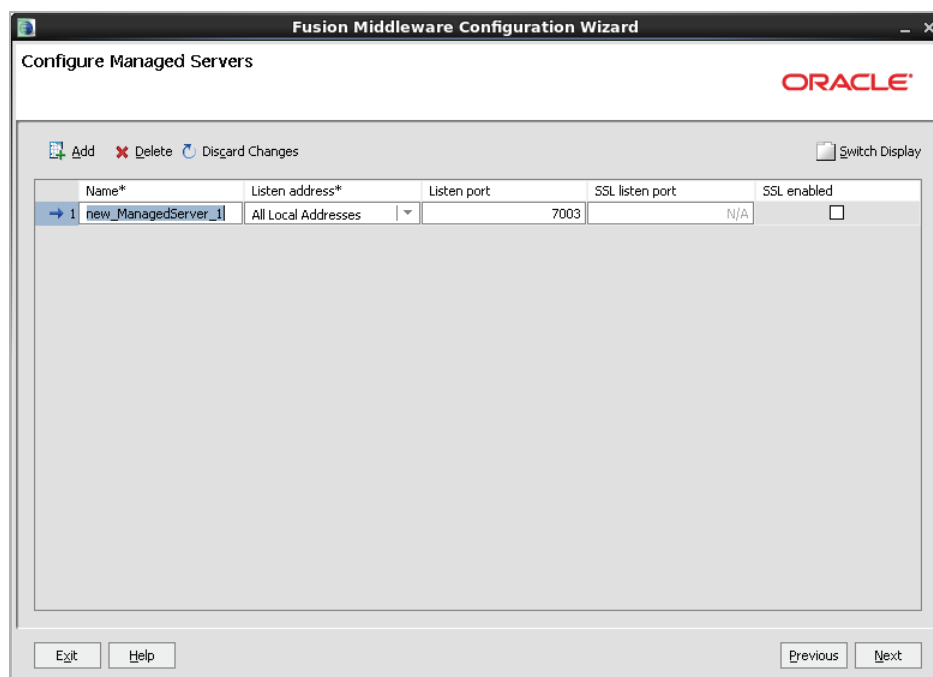 Fusion Middleware Configuration Wizard
Configure Managed Servers
ORACLE
Add Delete Discard Changes Switch Display
Name* Listen address* Listen port SSL listen port SSL enabled
1 new_ManagedServer_1 All Local Addresses 7003 N/A
Exit Help Previous Next